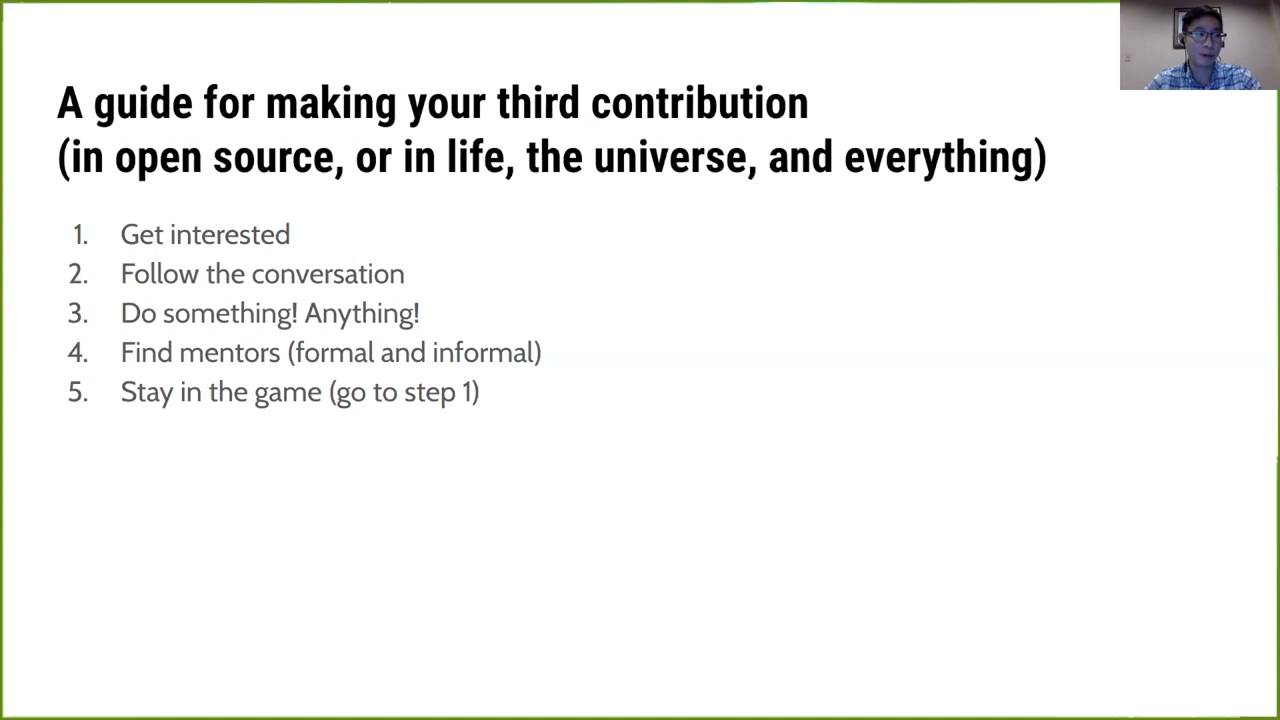 A guide for making your third contribution
(in open source, or in life, the universe, and everything)
1. Get interested
2. Follow the conversation
3. Do something! Anything!
4. Find mentors (formal and informal)
5. Stay in the game (go to step 1)